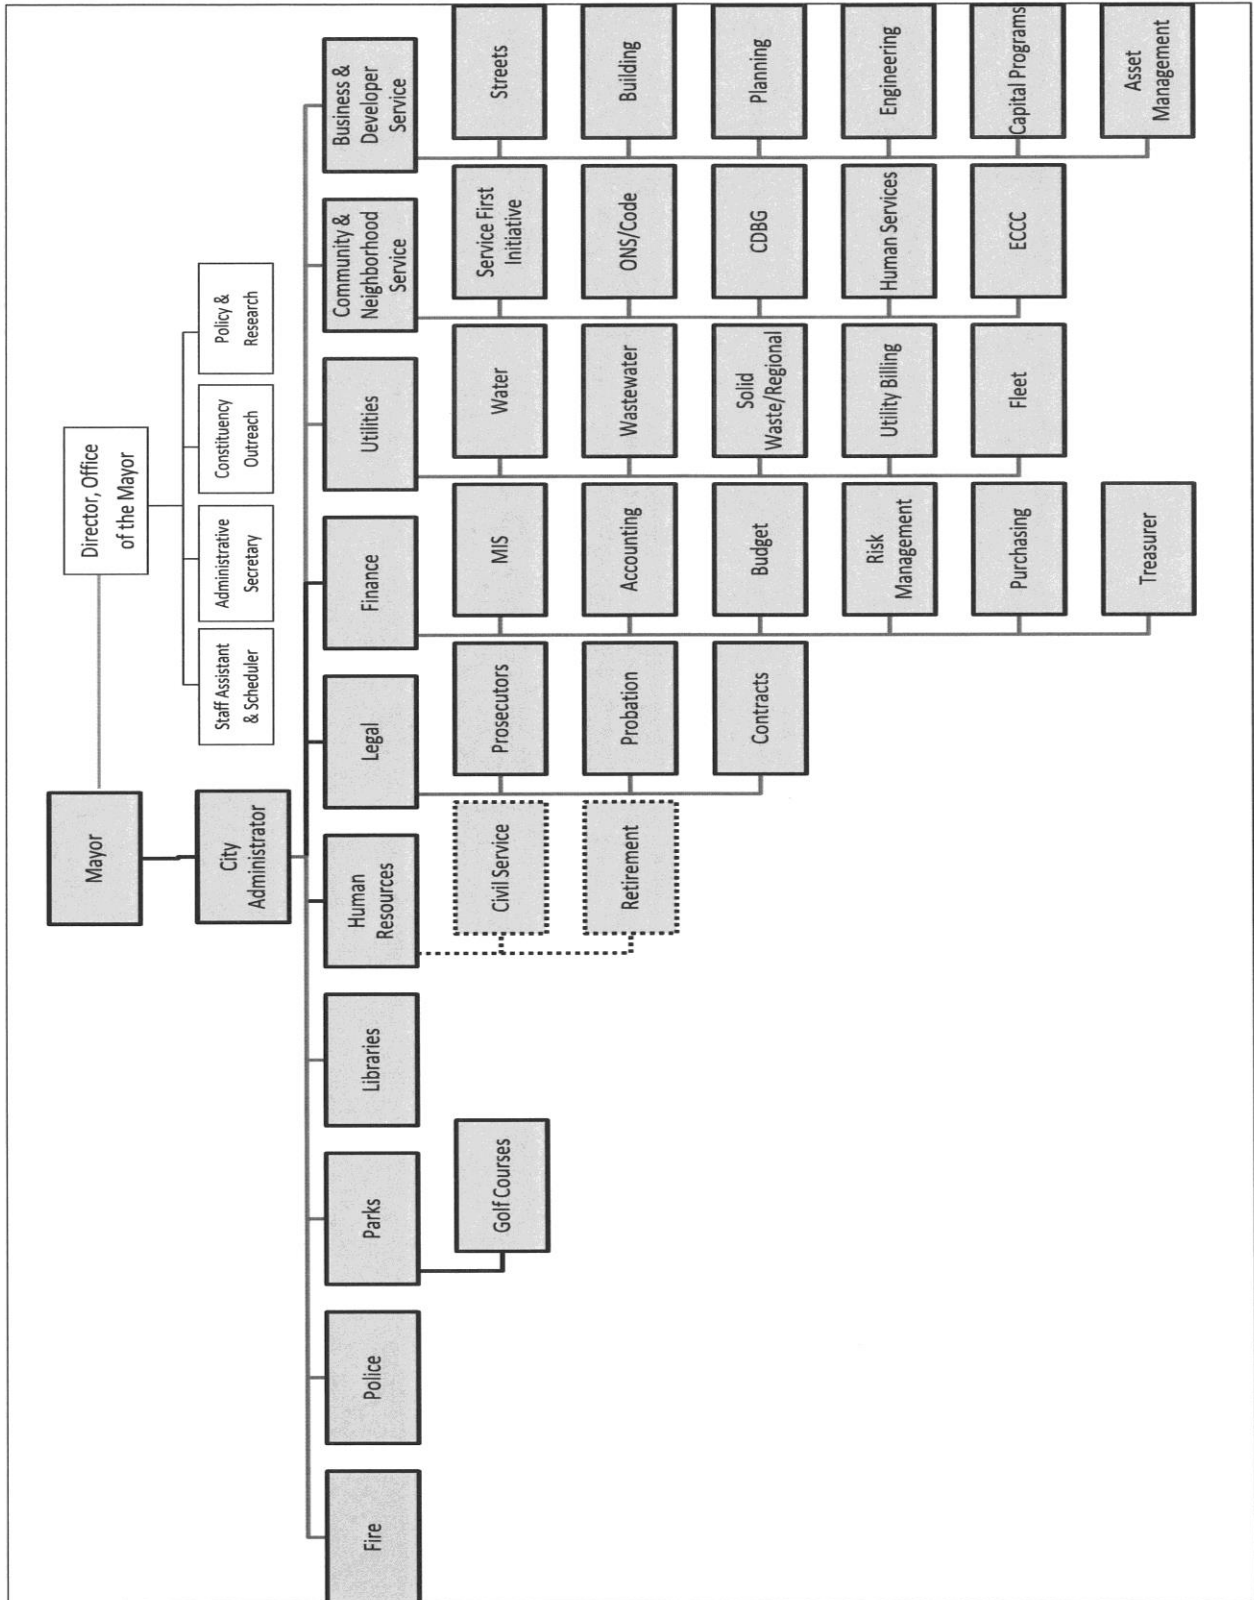 Mayor
Director, Office
of the Mayor
Staff Assistant
& Scheduler
Administrative
Secretary
Constituency
Outreach
Policy &
Research
City
Administrator
Fire
Police
Parks
Libraries
Human
Resources
Legal
Finance
Utilities
Community &
Neighborhood
Service
Business &
Developer
Service
Golf Courses
Civil Service
Retirement
Prosecutors
Probation
Contracts
MIS
Accounting
Budget
Risk
Management
Purchasing
Treasurer
Water
Wastewater
Solid
Waste/Regional
Utility Billing
Fleet
Service First
Initiative
ONS/Code
CDBG
Human Services
ECCC
Streets
Building
Planning
Engineering
Capital Programs
Asset
Management